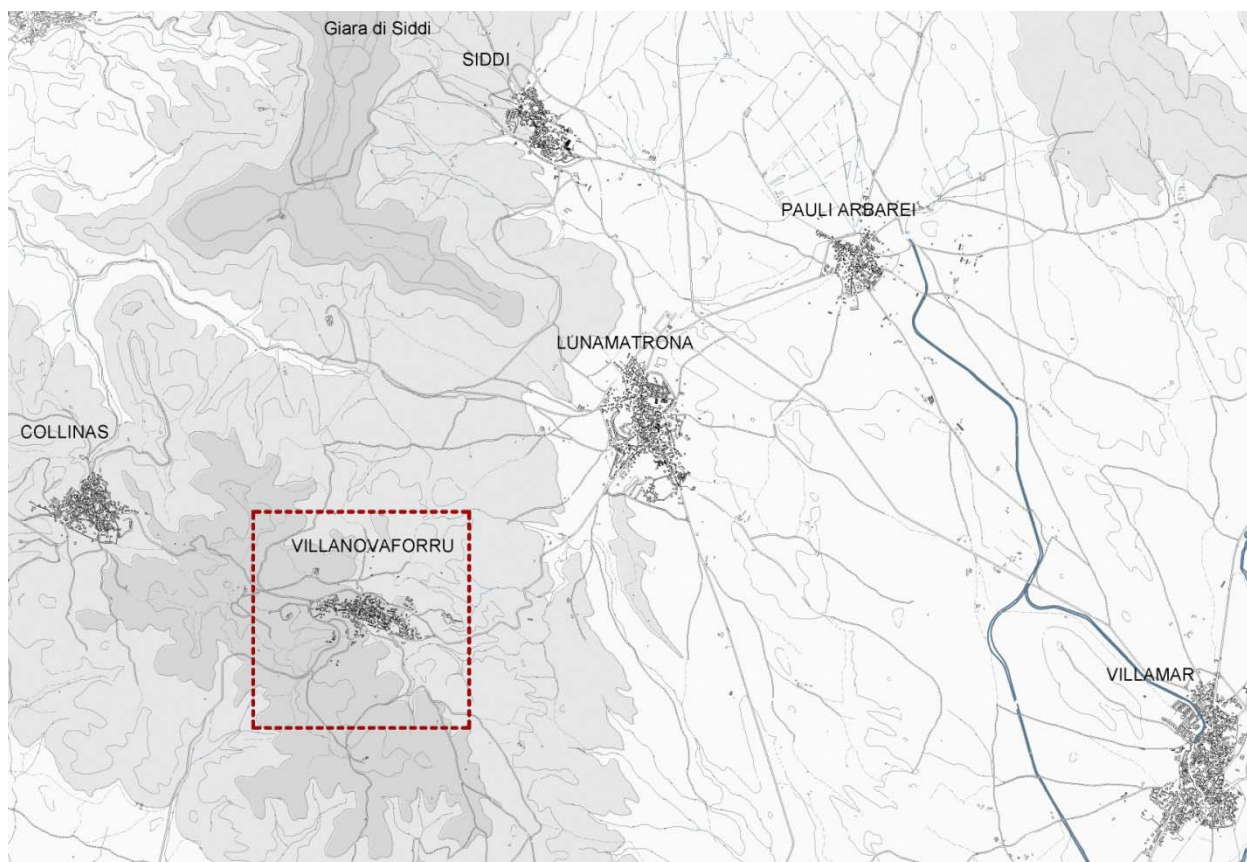 Giara di Siddi
SIDDI
PAULI ARBAREI
LUNAMATRONA
COLLINAS
VILLANOVAFORRU
VILLAMAR